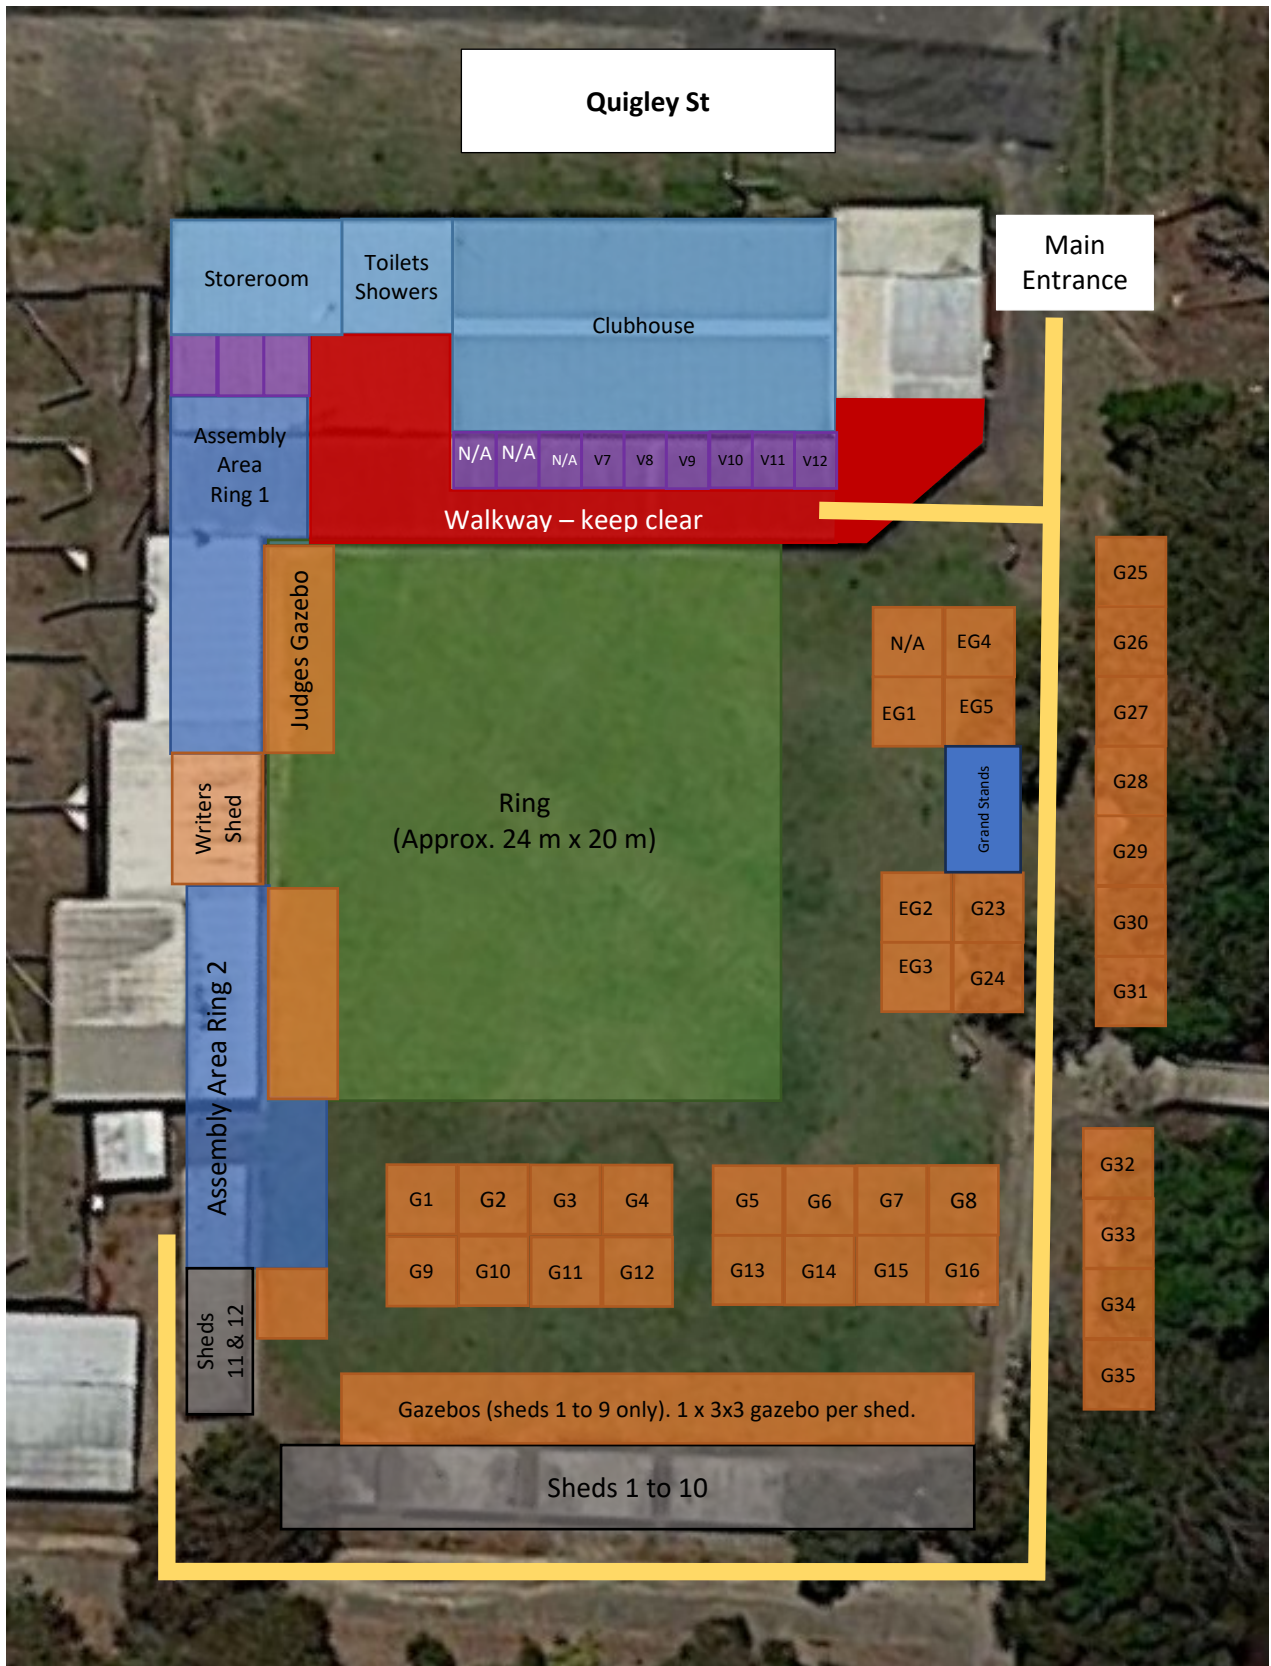 Quigley St
Main
Entrance
Storeroom
Toilets
Showers
Clubhouse
Assembly
Area
Ring 1
N/A
N/A
N/A
V7
V8
V9
V10
V11
V12
Walkway – keep clear
Judges Gazebo
G25
G26
G27
G28
G29
G30
G31
N/A
EG4
EG1
EG5
Grand Stands
Writers
Shed
Ring
(Approx. 24 m x 20 m)
EG2
G23
EG3
G24
Assembly Area Ring 2
G1
G2
G3
G4
G5
G6
G7
G8
G9
G10
G11
G12
G13
G14
G15
G16
G32
G33
G34
G35
Sheds
11 & 12
Gazebos (sheds 1 to 9 only). 1 x 3x3 gazebo per shed.
Sheds 1 to 10